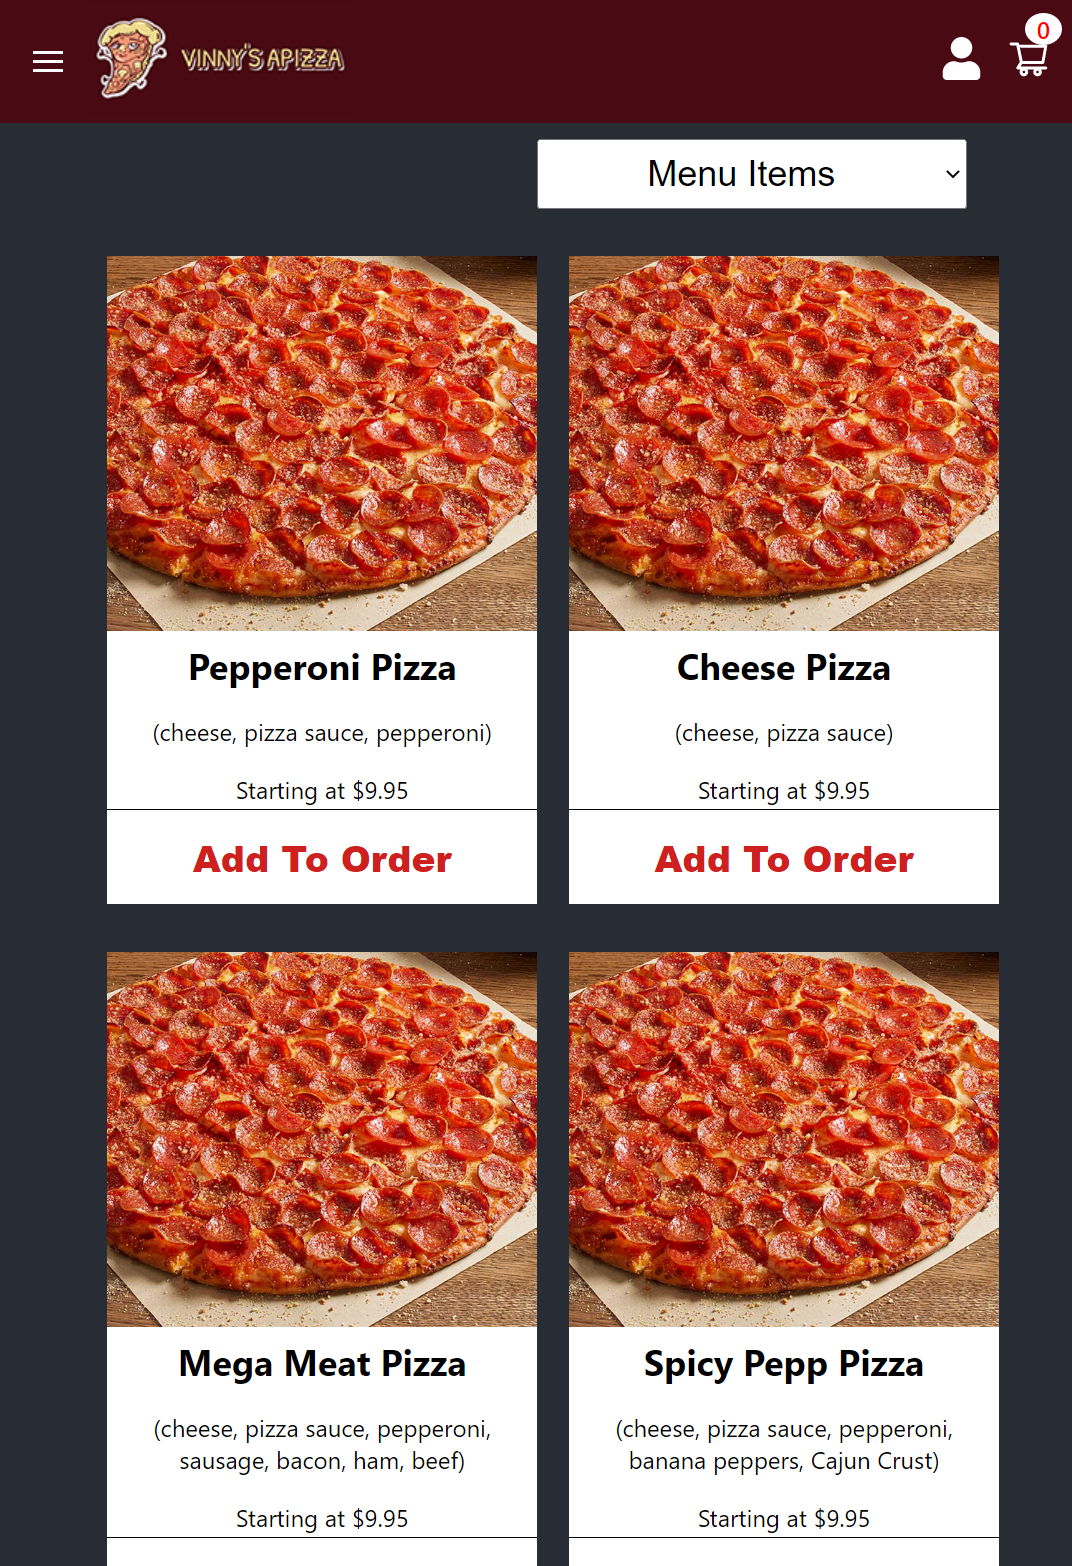 VINNY'S APIZZA
0
Menu Items
Pepperoni Pizza
(cheese, pizza sauce, pepperoni)
Starting at $9.95
Add To Order
Cheese Pizza
(cheese, pizza sauce)
Starting at $9.95
Add To Order
Mega Meat Pizza
(cheese, pizza sauce, pepperoni,
sausage, bacon, ham, beef)
Starting at $9.95
Spicy Pepp Pizza
(cheese, pizza sauce, pepperoni,
banana peppers, Cajun Crust)
Starting at $9.95